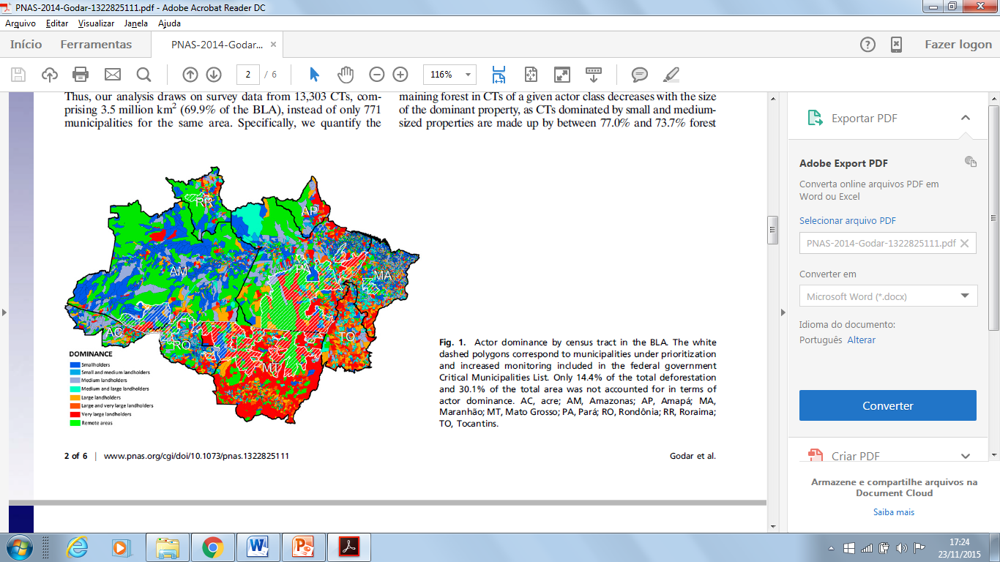 PNAS-2014-Godar-1322825111.pdf - Adobe Acrobat Reader DC
Arquivo Editar Visualizar Janela Ajuda
Início Ferramentas PNAS-2014-Godar... × Fazer logon
2 / 6 116%
Thus, our analysis draws on survey data from 13,303 CTs, com-
prising 3.5 million km2 (69.9% of the BLA), instead of only 771
municipalities for the same area. Specifically, we quantify the
maining forest in CTs of a given actor class decreases with the size
of the dominant property, as CTs dominated by small and medium-
sized properties are made up by between 77.0% and 73.7% forest
RR
AP
AM
PA
MA
AC
RO
TO
MT
DOMINANCE
Smallholders
Small and medium landholders
Medium landholders
Medium and large landholders
Large landholders
Large and very large landholders
Very large landholders
Remote areas
Fig. 1. Actor dominance by census tract in the BLA. The white
dashed polygons correspond to municipalities under prioritization
and increased monitoring included in the federal government
Critical Municipalities List. Only 14.4% of the total deforestation
and 30.1% of the total area was not accounted for in terms of
actor dominance. AC, acre; AM, Amazonas; AP, Amapá; MA,
Maranhão; MT, Mato Grosso; PA, Pará; RO, Rondônia; RR, Roraima;
TO, Tocantins.
2 of 6 | www.pnas.org/cgi/doi/10.1073/pnas.1322825111 Godar et al.
Exportar PDF
Adobe Export PDF
Converta online arquivos PDF em
Word ou Excel
Selecionar arquivo PDF
PNAS-2014-Godar-1322825111.pdf
Converter em
Microsoft Word (*.docx)
Idioma do documento:
Português Alterar
Converter
Criar PDF
Armazene e compartilhe arquivos na
Document Cloud
Saiba mais
17:24
23/11/2015